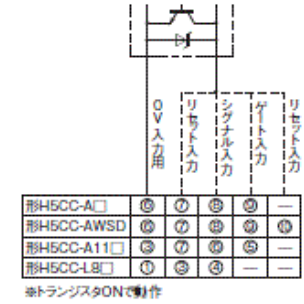 0V入力用
リセット入力
シグナル入力
ゲート入力
リセット入力
形H5CC-A□ ⑥ ⑦ ⑧ ⑨ —
形H5CC-AWSD ⑥ ⑦ ⑧ ⑨ ⑩
形H5CC-A11□ ③ ⑦ ⑥ ⑤ —
形H5CC-L8□ ① ③ ④ — —
※トランジスタONで動作